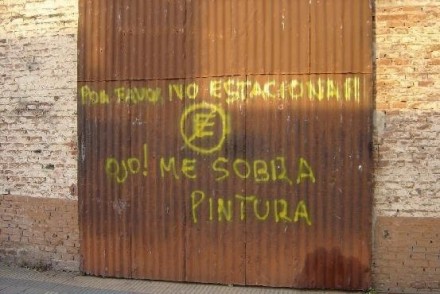 POR FAVOR NO ESTACIONAR
E
OJO! ME SOBRA
PINTURA